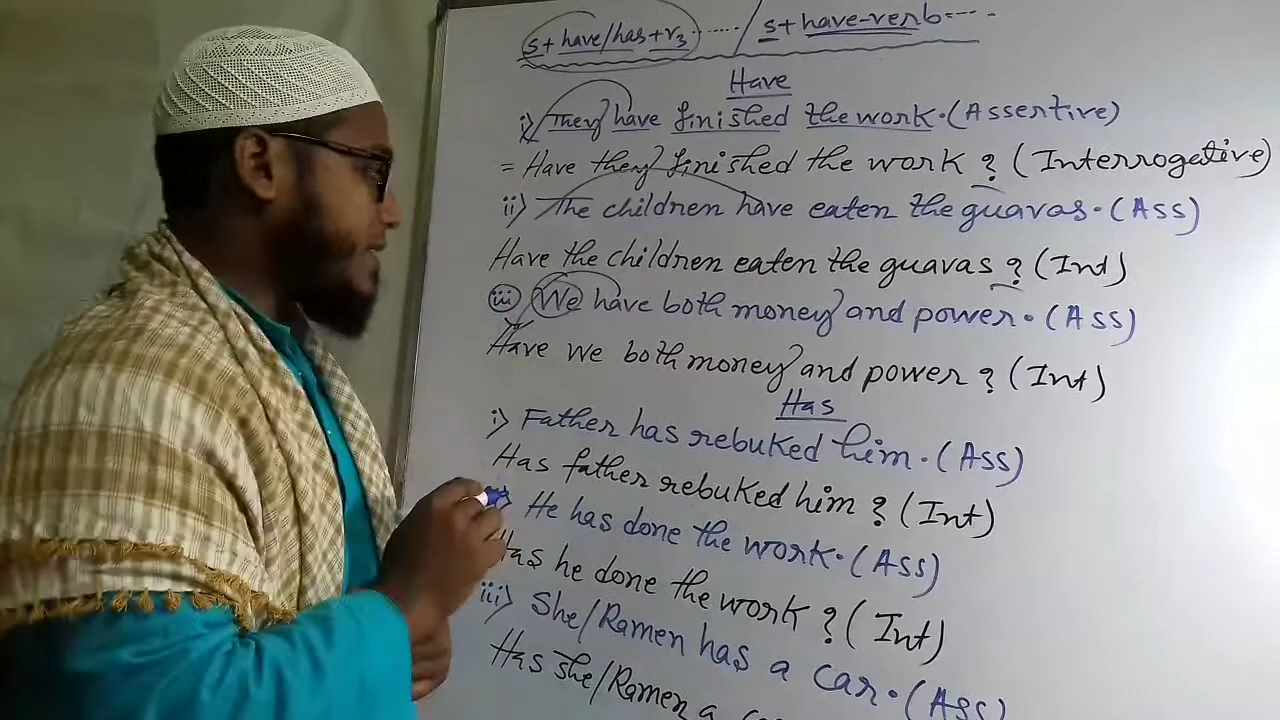 s+ have/has+v3 ...... / s+ have-verb ....
Have
i) They have finished the work. (Assertive)
= Have they finished the work ? (Interrogative)
ii) The children have eaten the guavas. (Ass)
Have the children eaten the guavas ? (Int)
iii) We have both money and power. (Ass)
Have we both money and power ? (Int)
Has
i) Father has rebuked him. (Ass)
Has father rebuked him ? (Int)
ii) He has done the work. (Ass)
Has he done the work ? (Int)
iii) She/Ramen has a car. (Ass)
Has she/Ramen a